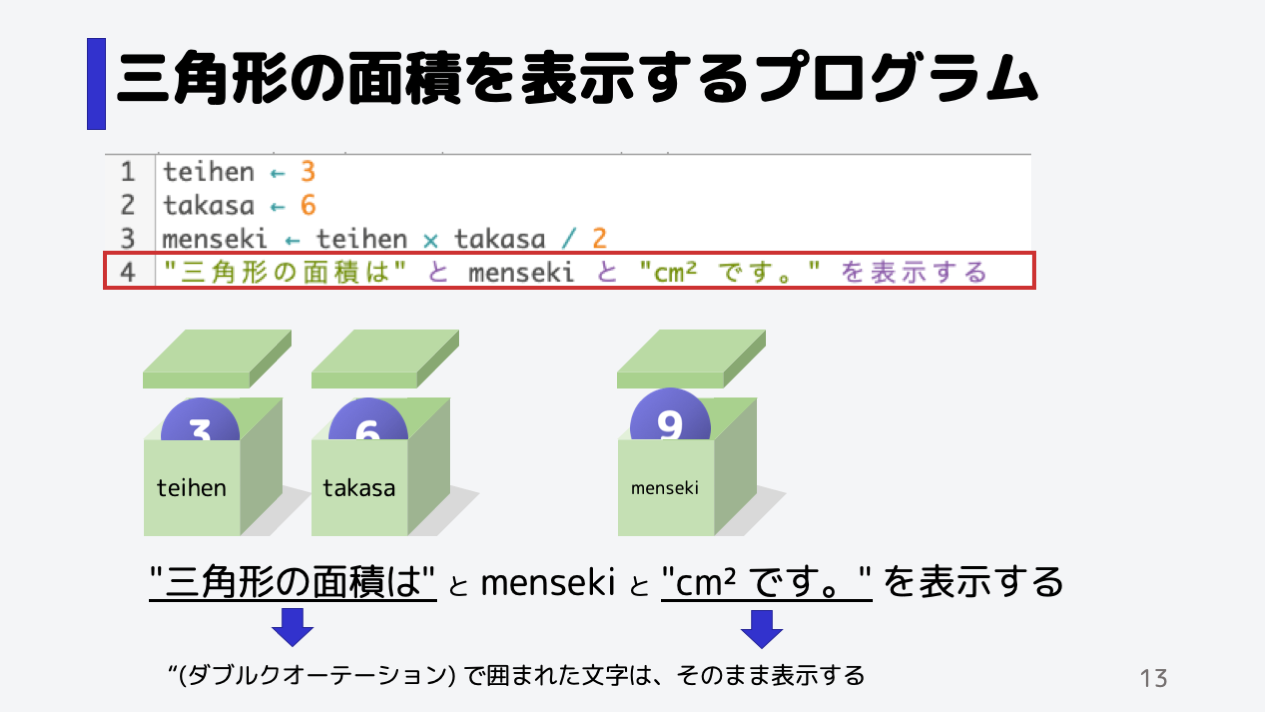 三角形の面積を表示するプログラム
1 teihen ← 3
2 takasa ← 6
3 menseki ← teihen × takasa / 2
4 "三角形の面積は" と menseki と "cm² です。" を表示する
3 6 9
teihen takasa menseki
"三角形の面積は" と menseki と "cm² です。" を表示する
“(ダブルクオーテーション) で囲まれた文字は、そのまま表示する
13